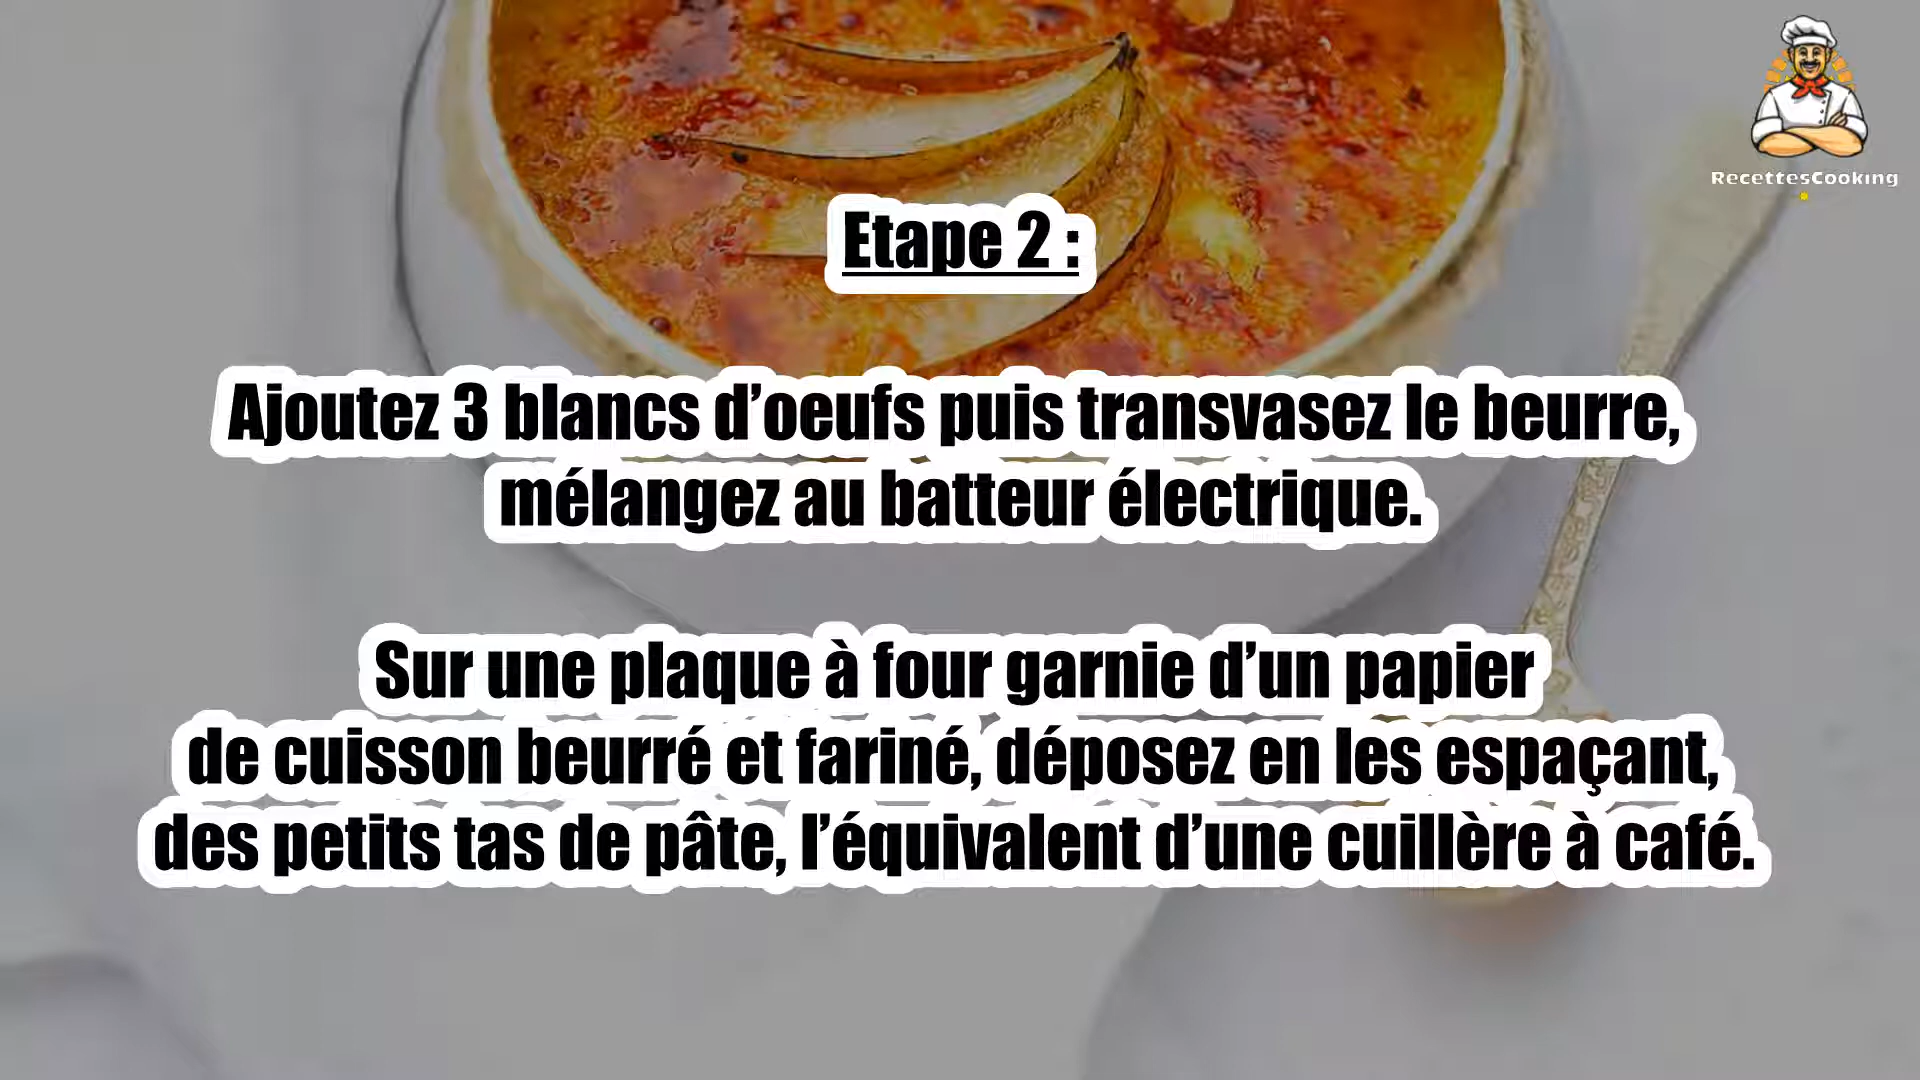 RecettesCooking
Etape 2 :
Ajoutez 3 blancs d’oeufs puis transvasez le beurre,
mélangez au batteur électrique.
Sur une plaque à four garnie d’un papier
de cuisson beurré et fariné, déposez en les espaçant,
des petits tas de pâte, l’équivalent d’une cuillère à café.